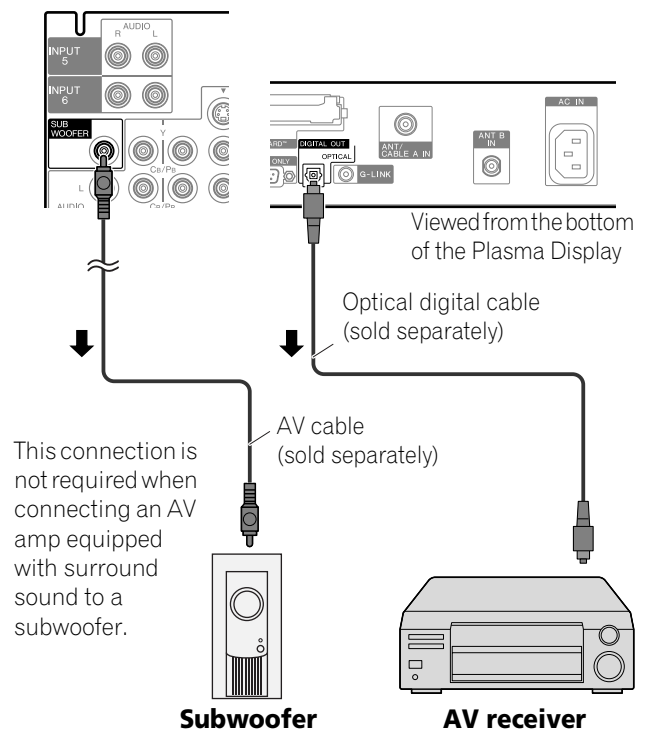 AUDIO
R L
INPUT
5
INPUT
6
SUB
WOOFER
Y
CB/PB
L
AUDIO
CB/PB
AC IN
ANT/
CABLE A IN
ANT B
IN
ARD™
DIGITAL OUT
OPTICAL
ONLY
G-LINK
Viewed from the bottom
of the Plasma Display
Optical digital cable
(sold separately)
AV cable
(sold separately)
This connection is
not required when
connecting an AV
amp equipped
with surround
sound to a
subwoofer.
Subwoofer
AV receiver